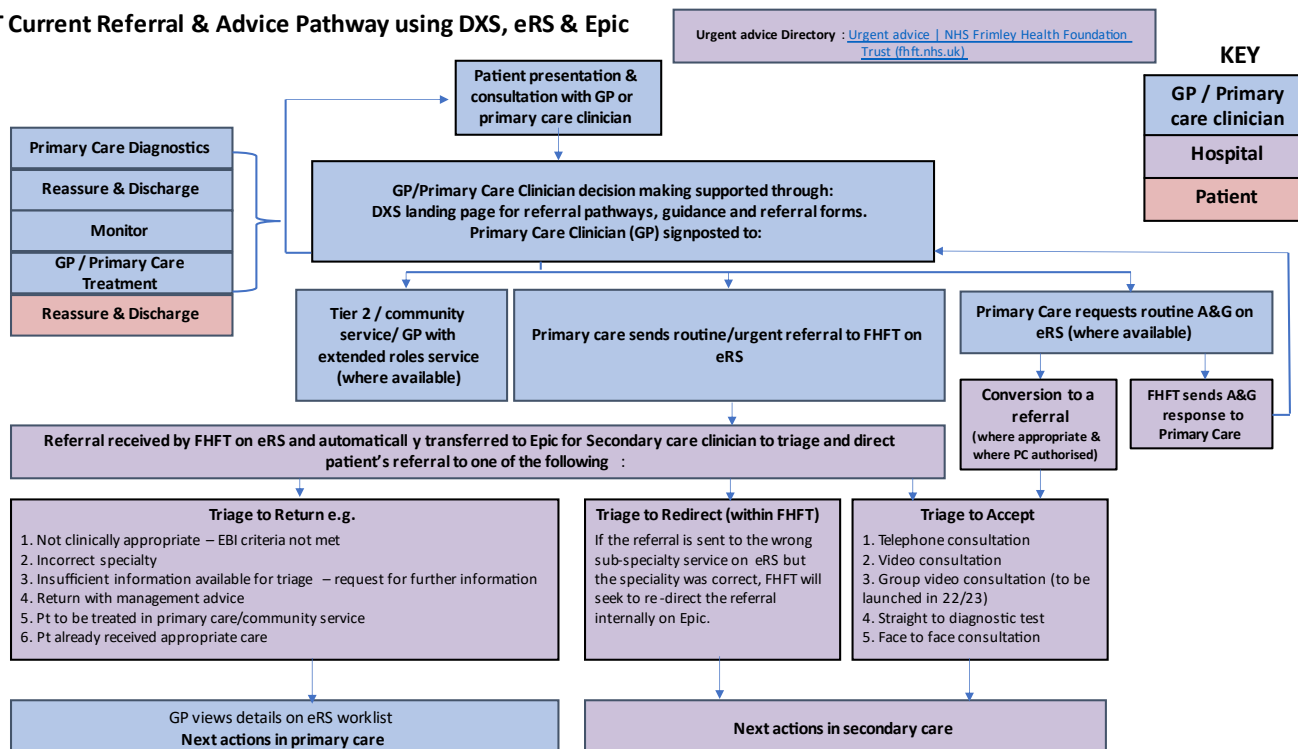 Current Referral & Advice Pathway using DXS, eRS & Epic
Urgent advice Directory : Urgent advice | NHS Frimley Health Foundation
Trust (fhft.nhs.uk)
KEY
GP / Primary
care clinician
Hospital
Patient
Patient presentation &
consultation with GP or
primary care clinician
Primary Care Diagnostics
Reassure & Discharge
Monitor
GP / Primary Care
Treatment
Reassure & Discharge
GP/Primary Care Clinician decision making supported through:
DXS landing page for referral pathways, guidance and referral forms.
Primary Care Clinician (GP) signposted to:
Tier 2 / community
service/ GP with
extended roles service
(where available)
Primary care sends routine/urgent referral to FHFT on
eRS
Primary Care requests routine A&G on
eRS (where available)
Conversion to a
referral
(where appropriate &
where PC authorised)
FHFT sends A&G
response to
Primary Care
Referral received by FHFT on eRS and automaticall y transferred to Epic for Secondary care clinician to triage and direct
patient's referral to one of the following :
Triage to Return e.g.
1. Not clinically appropriate – EBI criteria not met
2. Incorrect specialty
3. Insufficient information available for triage – request for further information
4. Return with management advice
5. Pt to be treated in primary care/community service
6. Pt already received appropriate care
Triage to Redirect (within FHFT)
If the referral is sent to the wrong
sub-specialty service on eRS but
the speciality was correct, FHFT will
seek to re -direct the referral
internally on Epic.
Triage to Accept
1. Telephone consultation
2. Video consultation
3. Group video consultation (to be
launched in 22/23)
4. Straight to diagnostic test
5. Face to face consultation
GP views details on eRS worklist
Next actions in primary care
Next actions in secondary care